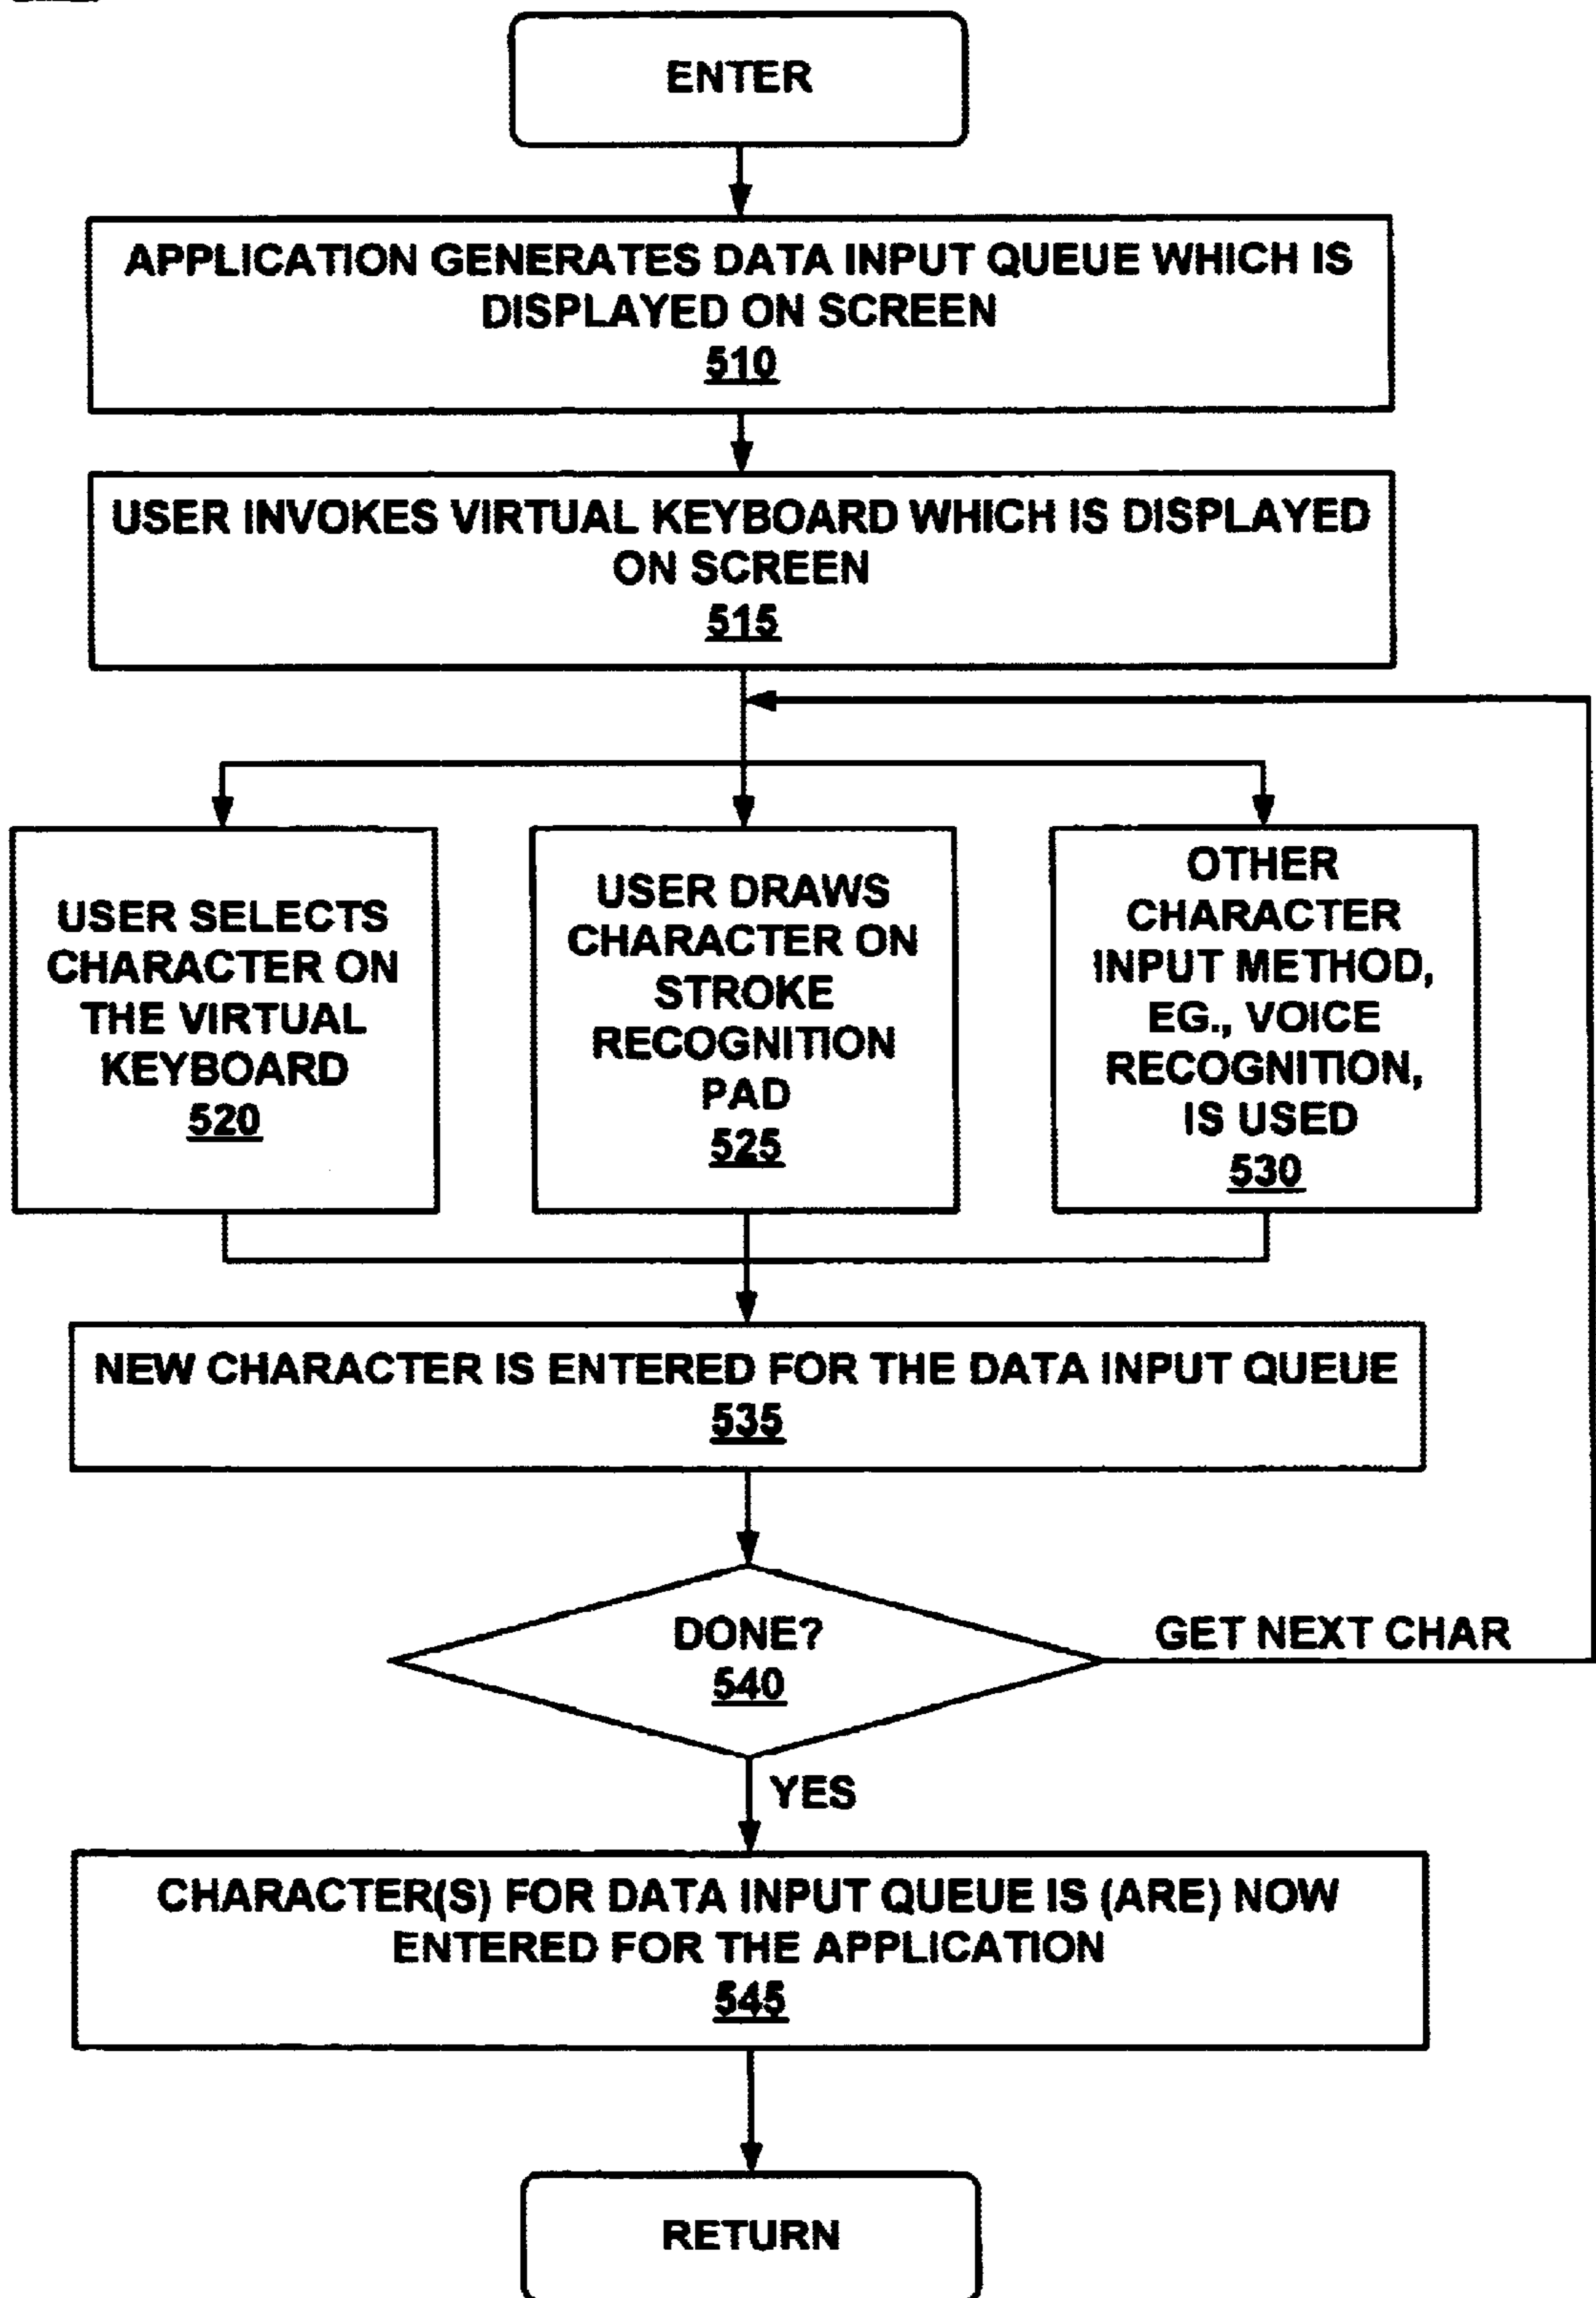 ENTER
APPLICATION GENERATES DATA INPUT QUEUE WHICH IS
DISPLAYED ON SCREEN
510
USER INVOKES VIRTUAL KEYBOARD WHICH IS DISPLAYED
ON SCREEN
515
USER SELECTS
CHARACTER ON
THE VIRTUAL
KEYBOARD
520
USER DRAWS
CHARACTER ON
STROKE
RECOGNITION
PAD
525
OTHER
CHARACTER
INPUT METHOD,
EG., VOICE
RECOGNITION,
IS USED
530
NEW CHARACTER IS ENTERED FOR THE DATA INPUT QUEUE
535
DONE?
540
GET NEXT CHAR
YES
CHARACTER(S) FOR DATA INPUT QUEUE IS (ARE) NOW
ENTERED FOR THE APPLICATION
545
RETURN